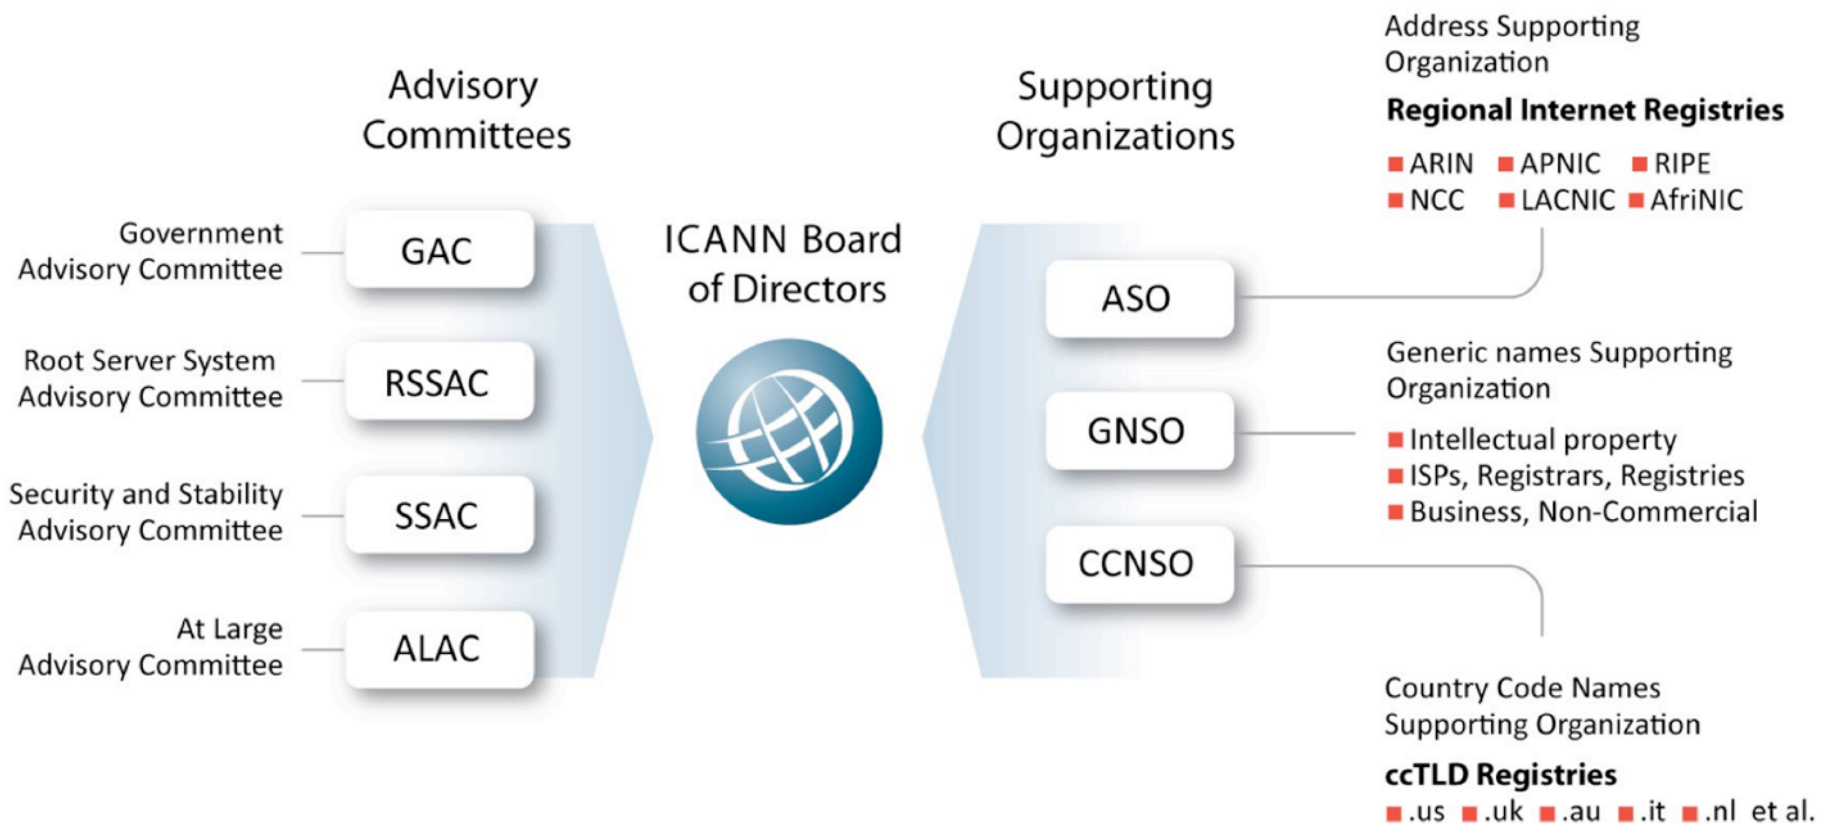 Advisory
Committees
Government
Advisory Committee
GAC
Root Server System
Advisory Committee
RSSAC
Security and Stability
Advisory Committee
SSAC
At Large
Advisory Committee
ALAC
ICANN Board
of Directors
Supporting
Organizations
ASO
GNSO
CCNSO
Address Supporting
Organization
Regional Internet Registries
ARIN APNIC RIPE
NCC LACNIC AfriNIC
Generic names Supporting
Organization
Intellectual property
ISPs, Registrars, Registries
Business, Non-Commercial
Country Code Names
Supporting Organization
ccTLD Registries
.us .uk .au .it .nl et al.